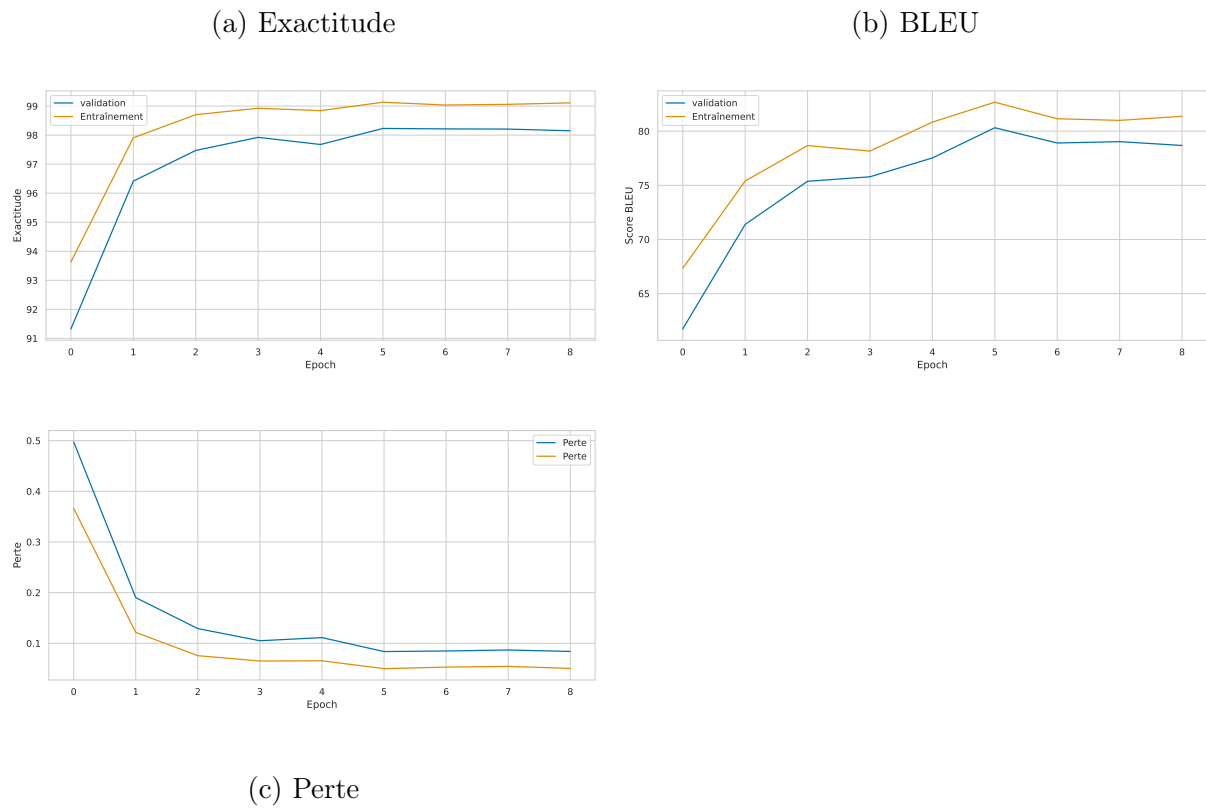 (a) Exactitude
(b) BLEU
validation
Entraînement
99
98
97
96
95
94
93
92
91
Exactitude
0 1 2 3 4 5 6 7 8
Epoch
validation
Entraînement
80
75
70
65
Score BLEU
0 1 2 3 4 5 6 7 8
Epoch
Perte
Perte
0.5
0.4
0.3
0.2
0.1
Perte
0 1 2 3 4 5 6 7 8
Epoch
(c) Perte